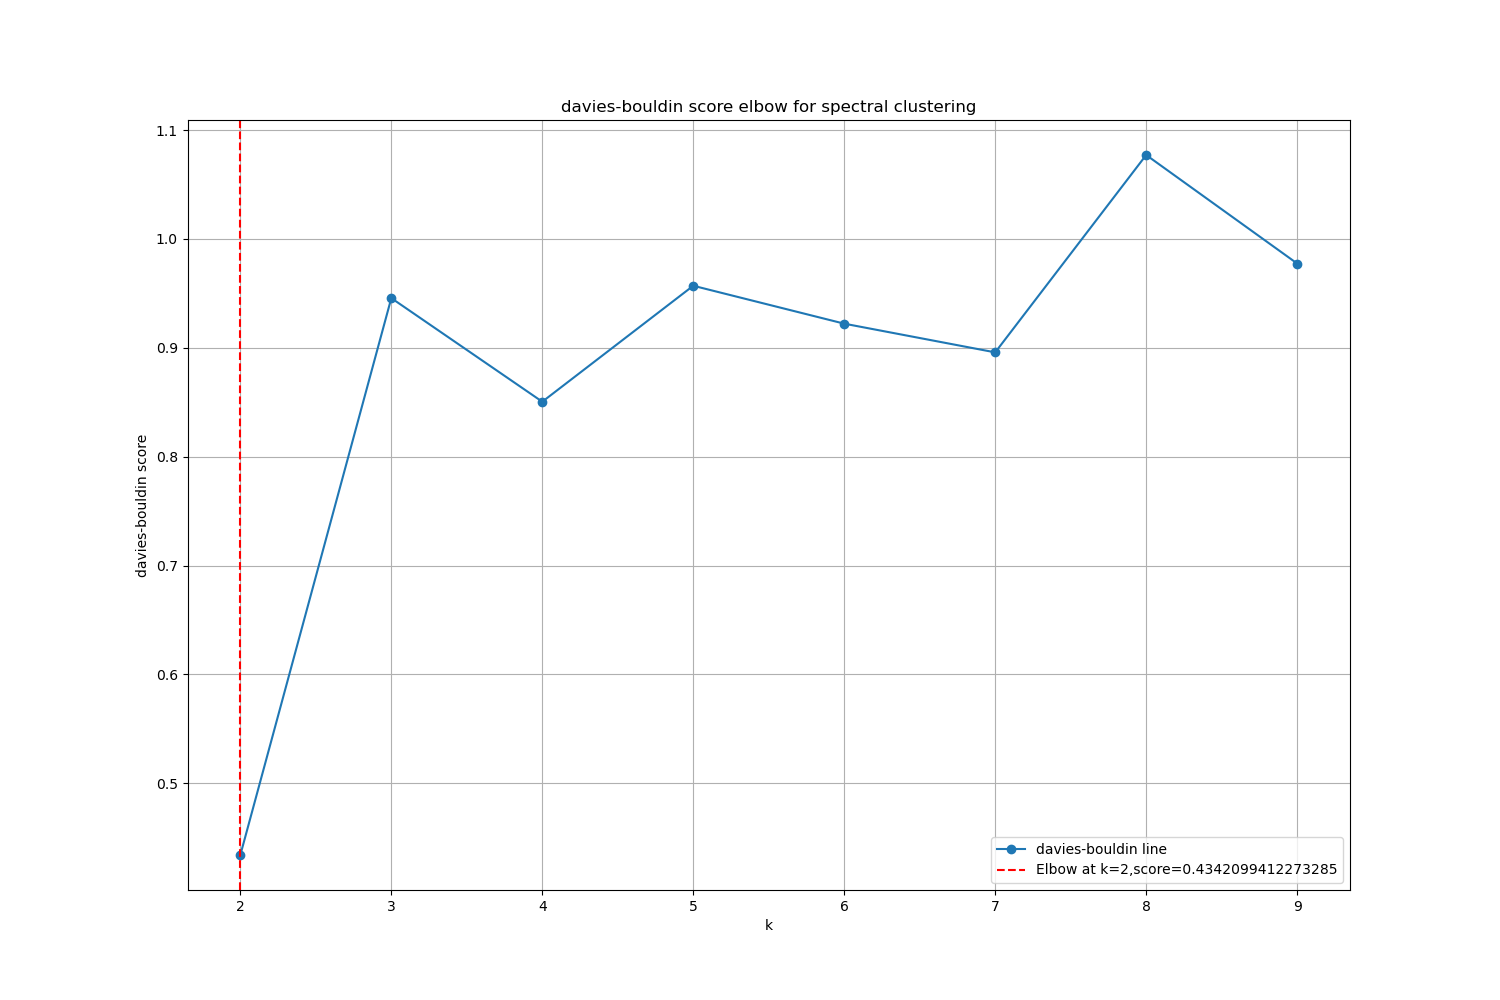 davies-bouldin score elbow for spectral clustering
1.1
1.0
0.9
0.8
0.7
0.6
0.5
davies-bouldin score
davies-bouldin line
Elbow at k=2,score=0.4342099412273285
2 3 4 5 6 7 8 9
k